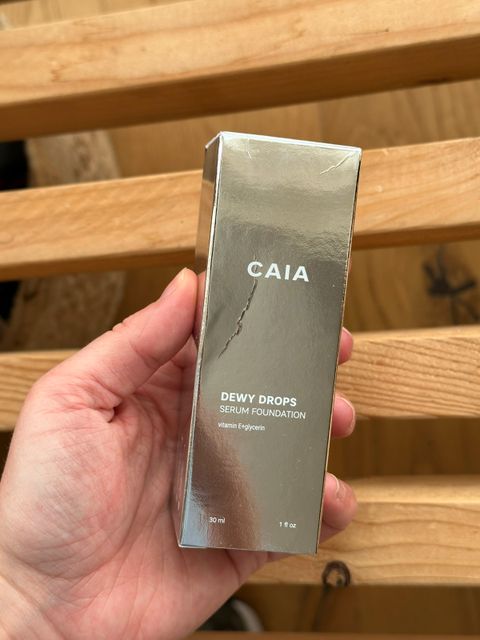 CAIA
DEWY DROPS
SERUM FOUNDATION
vitamin E+glycerin
30 ml 1 fl oz